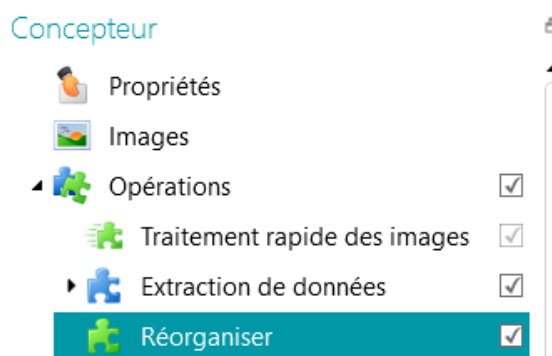 Concepteur
Propriétés
Images
Opérations
Traitement rapide des images
Extraction de données
Réorganiser